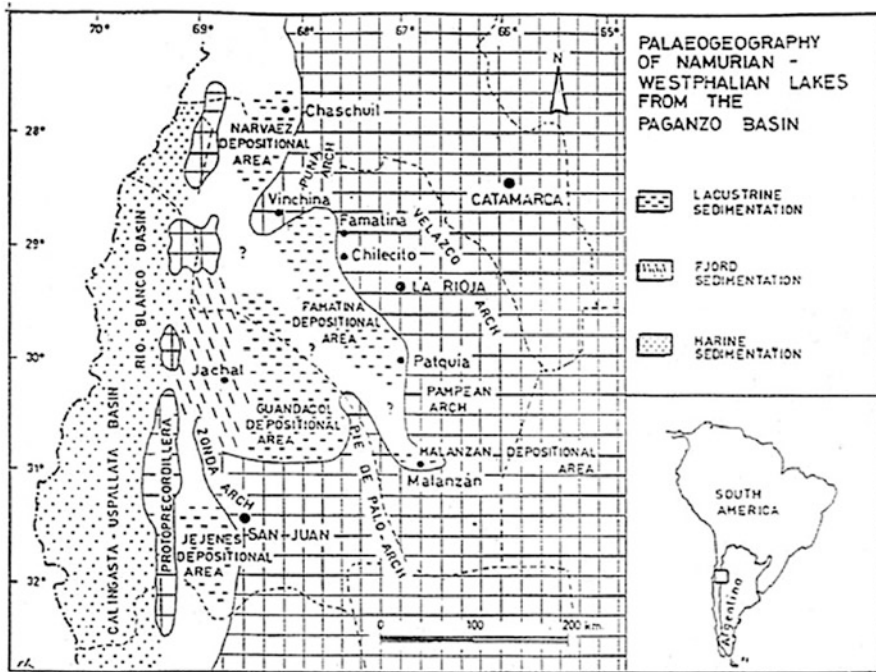 70°
69°
68°
67°
66°
65°
28°
29°
30°
31°
32°
N
Chaschuil
NARVAEZ
DEPOSITIONAL
AREA
PUNA
ARCH
Vinchina
CATAMARCA
Famatina
VELAZCO
ARCH
Chilecito
?
LA RIOJA
FAMATINA
DEPOSITIONAL
AREA
?
Patquia
RIO BLANCO BASIN
Jachal
PAMPEAN
ARCH
?
GUANDACOL
DEPOSITIONAL
AREA
PIE DE PALO ARCH
MALANZAN DEPOSITIONAL
AREA
Malanzán
ZONDA ARCH
CALINGASTA USPALLATA BASIN
PROTOPRECORDILLERA
SAN JUAN
JEJENES
DEPOSITIONAL
AREA
0 100 200 km.
PALAEOGEOGRAPHY
OF NAMURIAN -
WESTPHALIAN LAKES
FROM THE
PAGANZO BASIN
LACUSTRINE
SEDIMENTATION
FJORD
SEDIMENTATION
MARINE
SEDIMENTATION
SOUTH
AMERICA
Argentina